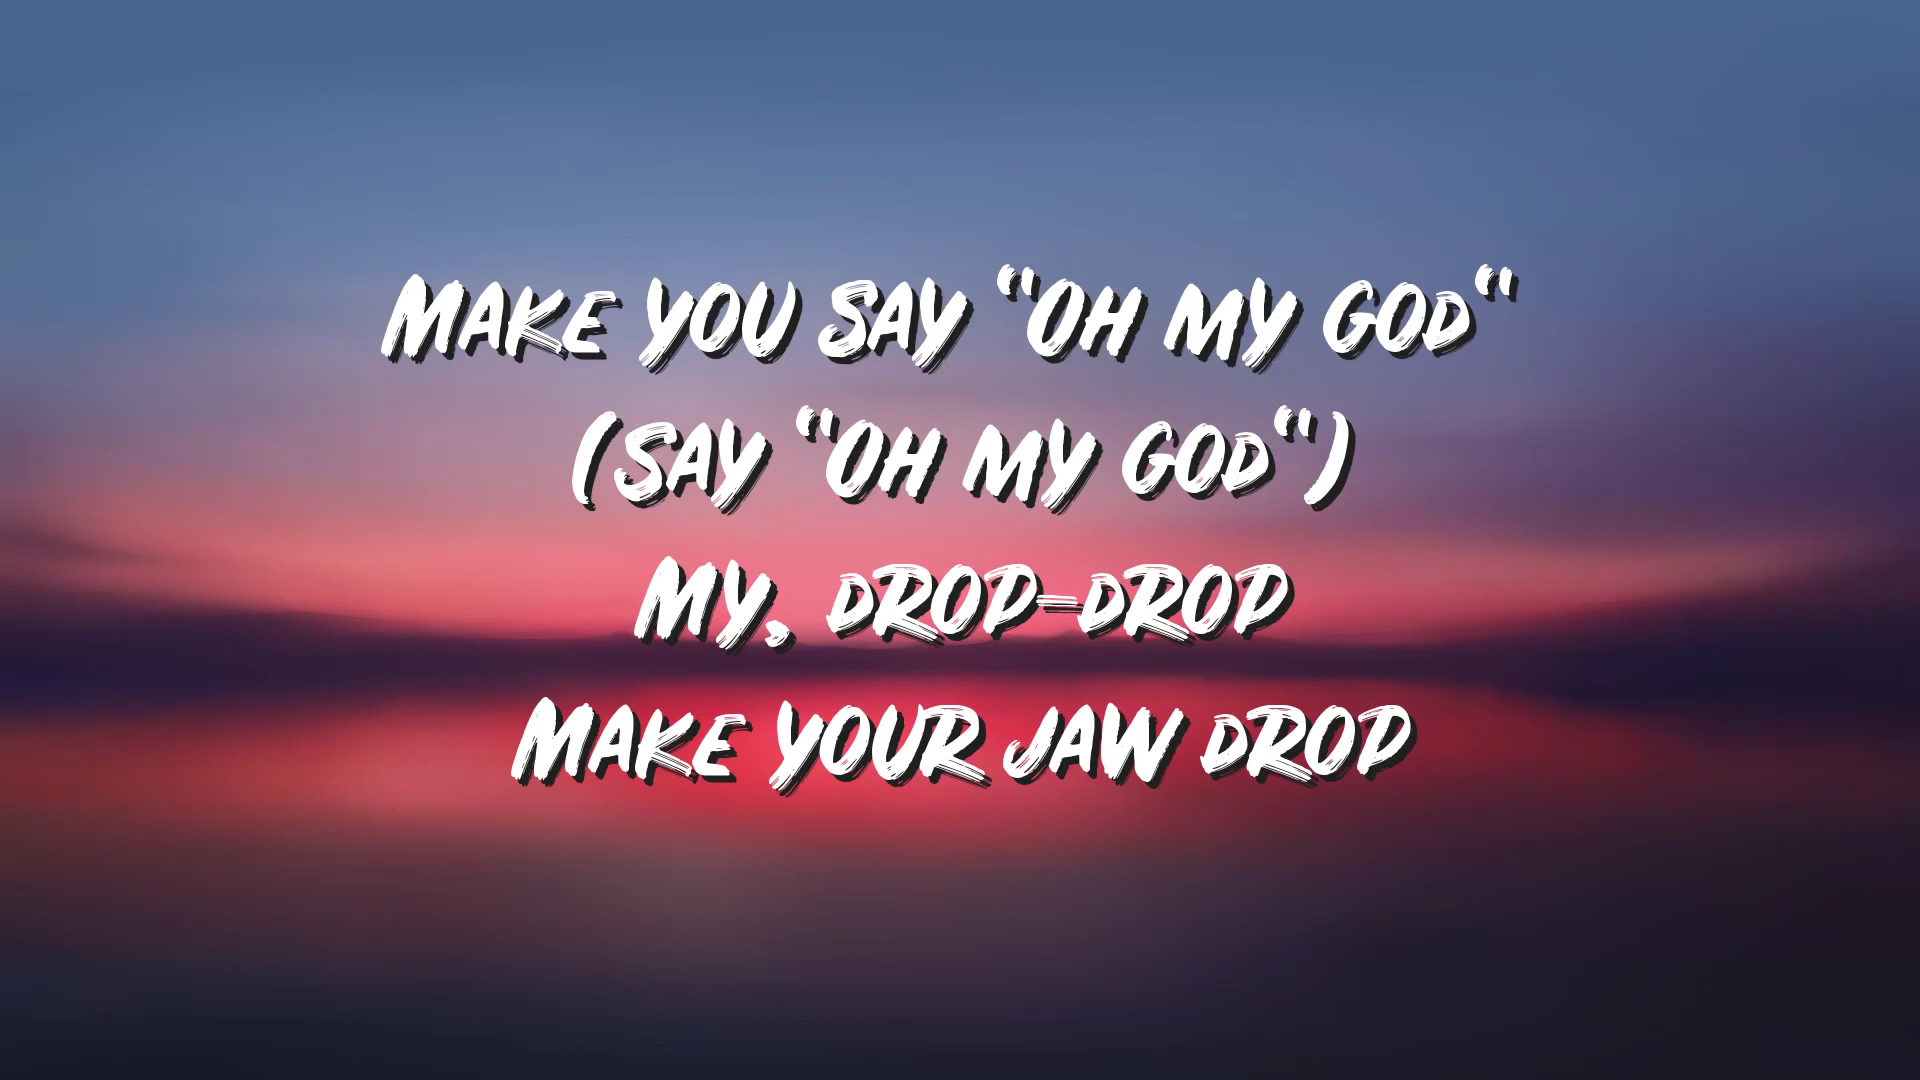 MAKE YOU SAY "OH MY GOD"
(SAY "OH MY GOD")
MY, DROP-DROP
MAKE YOUR JAW DROP